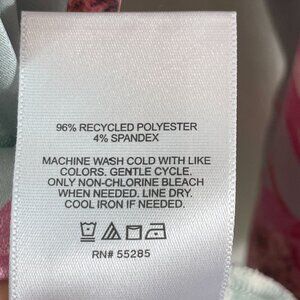 96% RECYCLED POLYESTER
4% SPANDEX
MACHINE WASH COLD WITH LIKE
COLORS. GENTLE CYCLE.
ONLY NON-CHLORINE BLEACH
WHEN NEEDED. LINE DRY.
COOL IRON IF NEEDED.
RN# 55285